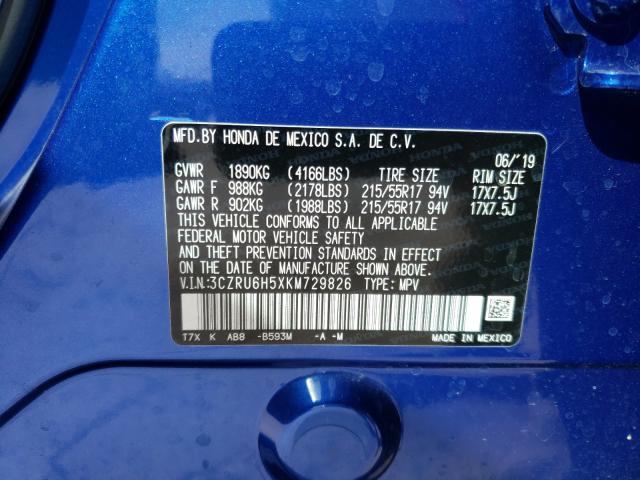 MFD.BY HONDA DE MEXICO S.A. DE C.V.
06/'19
GVWR 1890KG (4166LBS) TIRE SIZE RIM SIZE
GAWR F 988KG (2178LBS) 215/55R17 94V 17X7.5J
GAWR R 902KG (1988LBS) 215/55R17 94V 17X7.5J
THIS VEHICLE CONFORMS TO ALL APPLICABLE
FEDERAL MOTOR VEHICLE SAFETY
AND THEFT PREVENTION STANDARDS IN EFFECT
ON THE DATE OF MANUFACTURE SHOWN ABOVE.
V.I.N.:3CZRU6H5XKM729826 TYPE: MPV
T7X K AB8 -B593M -A -M MADE IN MEXICO